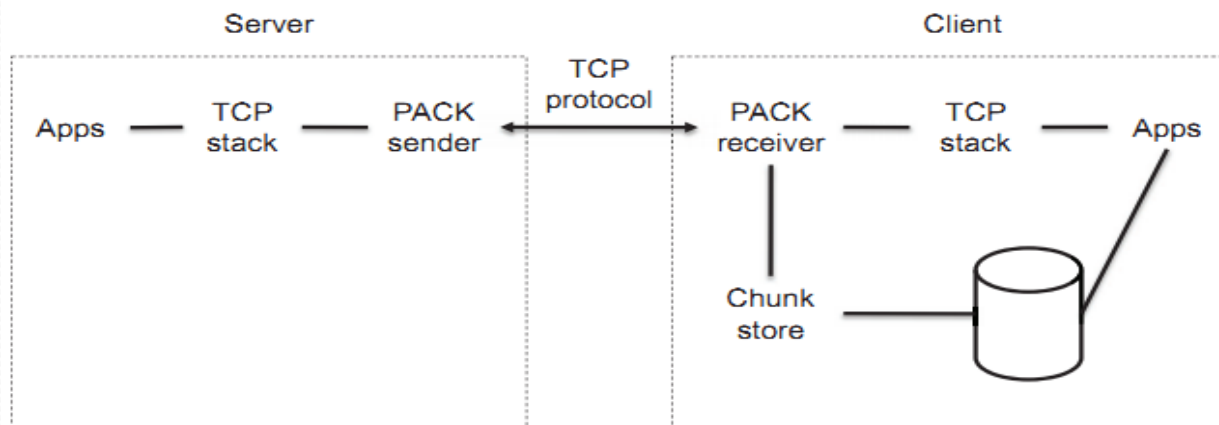 Server
Client
TCP
protocol
Apps
TCP
stack
PACK
sender
PACK
receiver
TCP
stack
Apps
Chunk
store